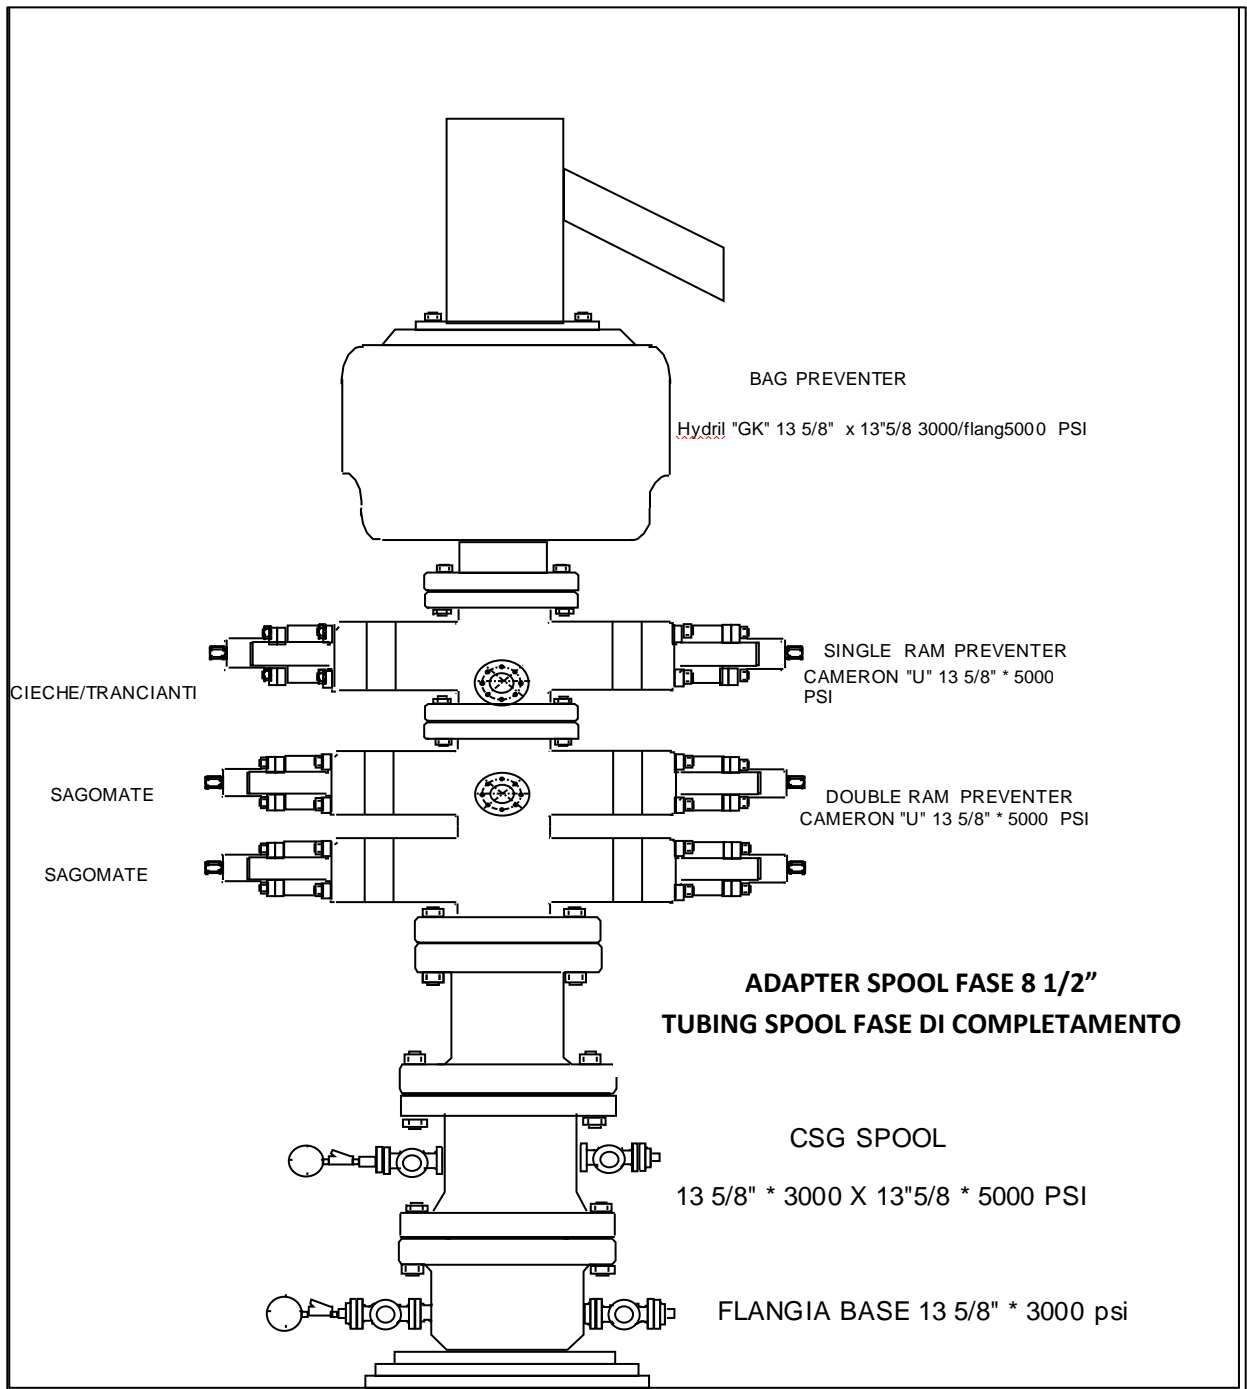 BAG PREVENTER
Hydril "GK" 13 5/8" x 13"5/8 3000/flang5000 PSI
SINGLE RAM PREVENTER
CAMERON "U" 13 5/8" * 5000
PSI
CIECHE/TRANCIANTI
SAGOMATE
DOUBLE RAM PREVENTER
CAMERON "U" 13 5/8" * 5000 PSI
SAGOMATE
ADAPTER SPOOL FASE 8 1/2”
TUBING SPOOL FASE DI COMPLETAMENTO
CSG SPOOL
13 5/8" * 3000 X 13"5/8 * 5000 PSI
FLANGIA BASE 13 5/8" * 3000 psi